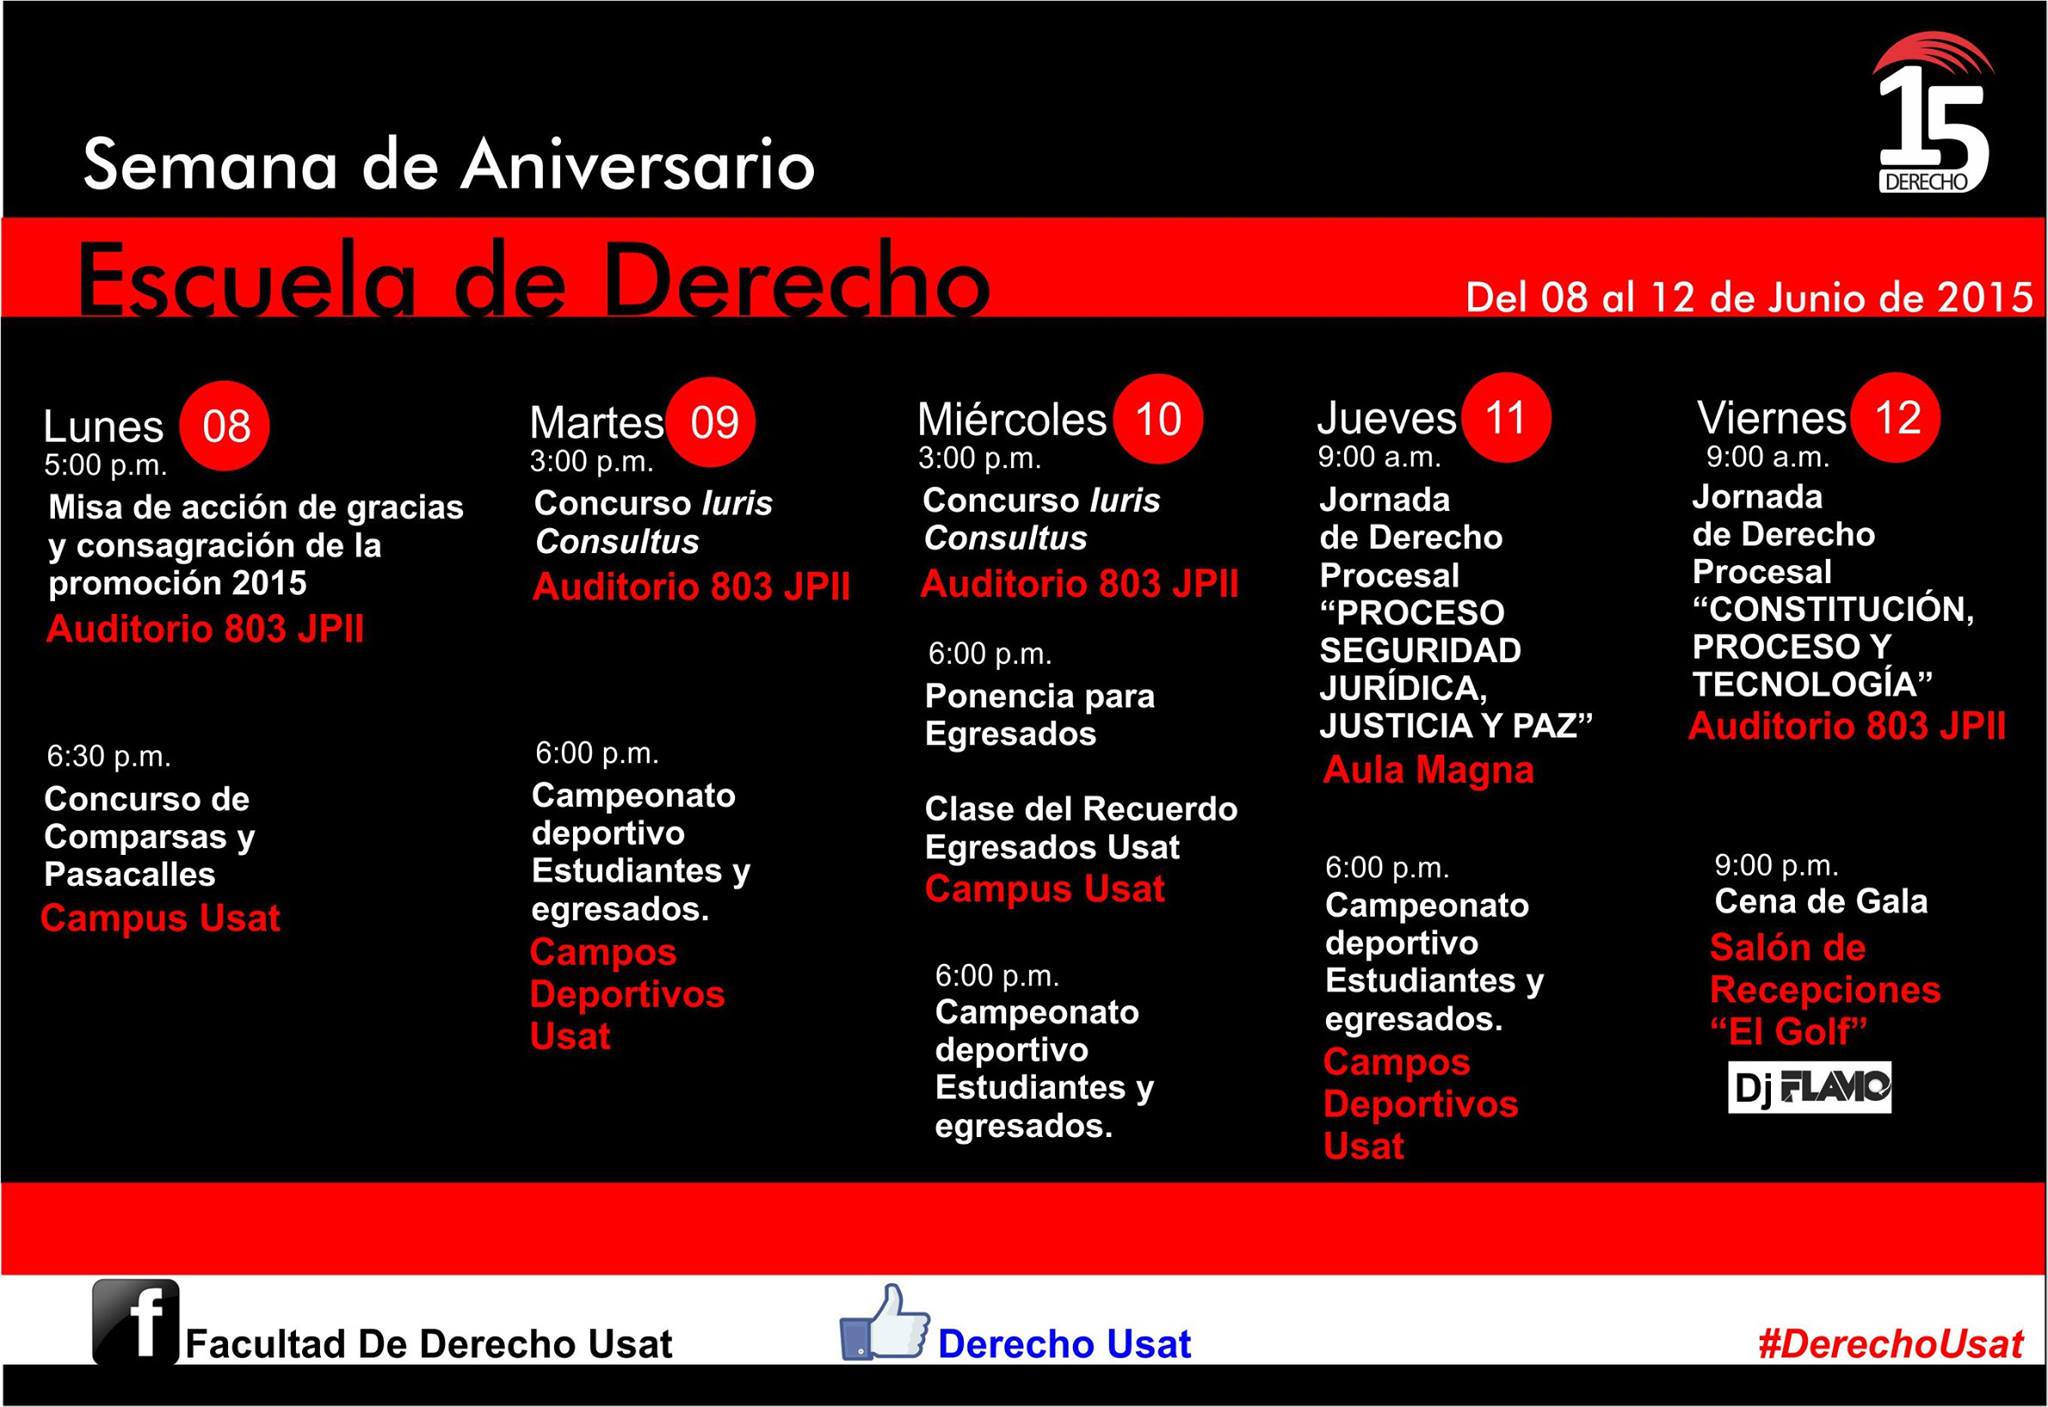 15
DERECHO
Semana de Aniversario
Escuela de Derecho
Del 08 al 12 de Junio de 2015
Lunes 08
5:00 p.m.
Misa de acción de gracias
y consagración de la
promoción 2015
Auditorio 803 JPII
6:30 p.m.
Concurso de
Comparsas y
Pasacalles
Campus Usat
Martes 09
3:00 p.m.
Concurso Iuris
Consultus
Auditorio 803 JPII
6:00 p.m.
Campeonato
deportivo
Estudiantes y
egresados.
Campos
Deportivos
Usat
Miércoles 10
3:00 p.m.
Concurso Iuris
Consultus
Auditorio 803 JPII
6:00 p.m.
Ponencia para
Egresados
Clase del Recuerdo
Egresados Usat
Campus Usat
6:00 p.m.
Campeonato
deportivo
Estudiantes y
egresados.
Jueves 11
9:00 a.m.
Jornada
de Derecho
Procesal
“PROCESO
SEGURIDAD
JURÍDICA,
JUSTICIA Y PAZ”
Aula Magna
6:00 p.m.
Campeonato
deportivo
Estudiantes y
egresados.
Campos
Deportivos
Usat
Viernes 12
9:00 a.m.
Jornada
de Derecho
Procesal
“CONSTITUCIÓN,
PROCESO Y
TECNOLOGÍA”
Auditorio 803 JPII
9:00 p.m.
Cena de Gala
Salón de
Recepciones
“El Golf”
Dj FLAVIO
f Facultad De Derecho Usat
Derecho Usat
#DerechoUsat